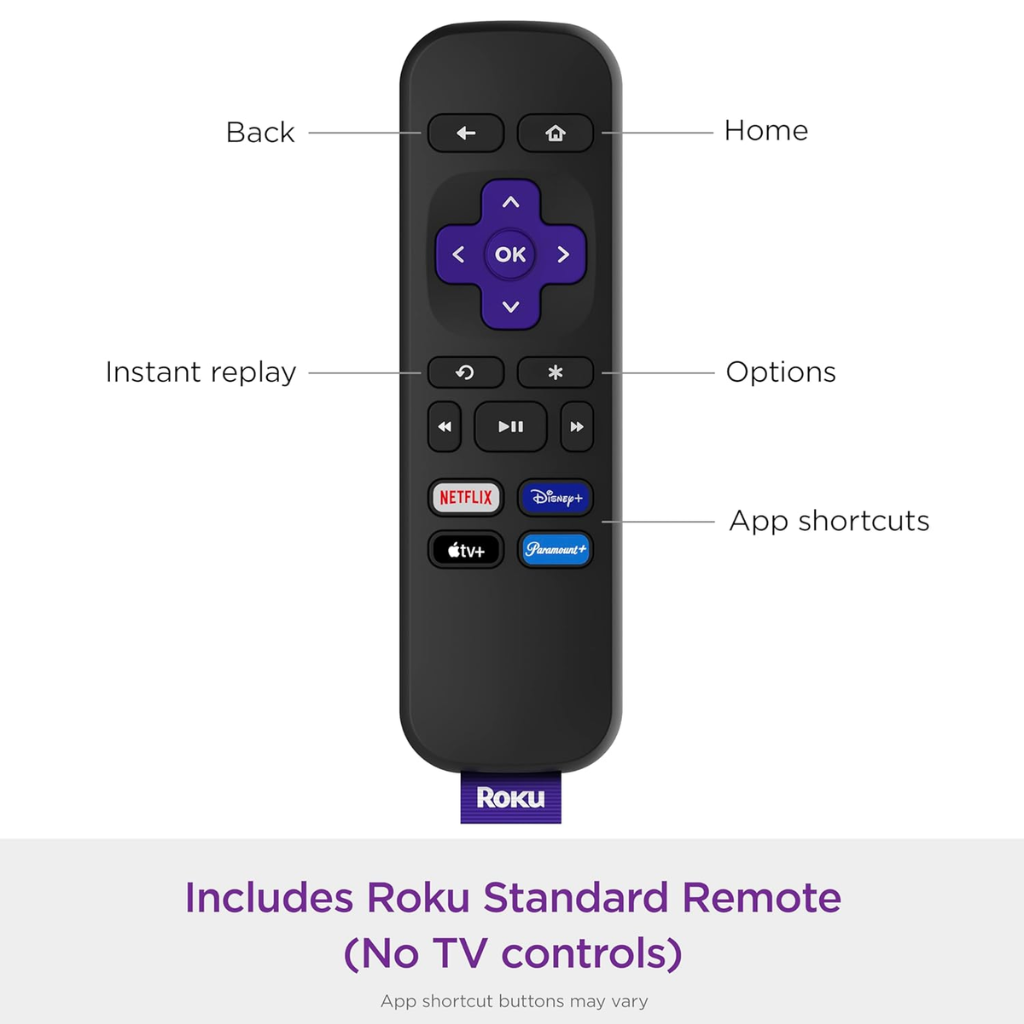 Back
Home
OK
Instant replay
Options
NETFLIX
Disney+
tv+
Paramount+
App shortcuts
Roku
Includes Roku Standard Remote
(No TV controls)
App shortcut buttons may vary